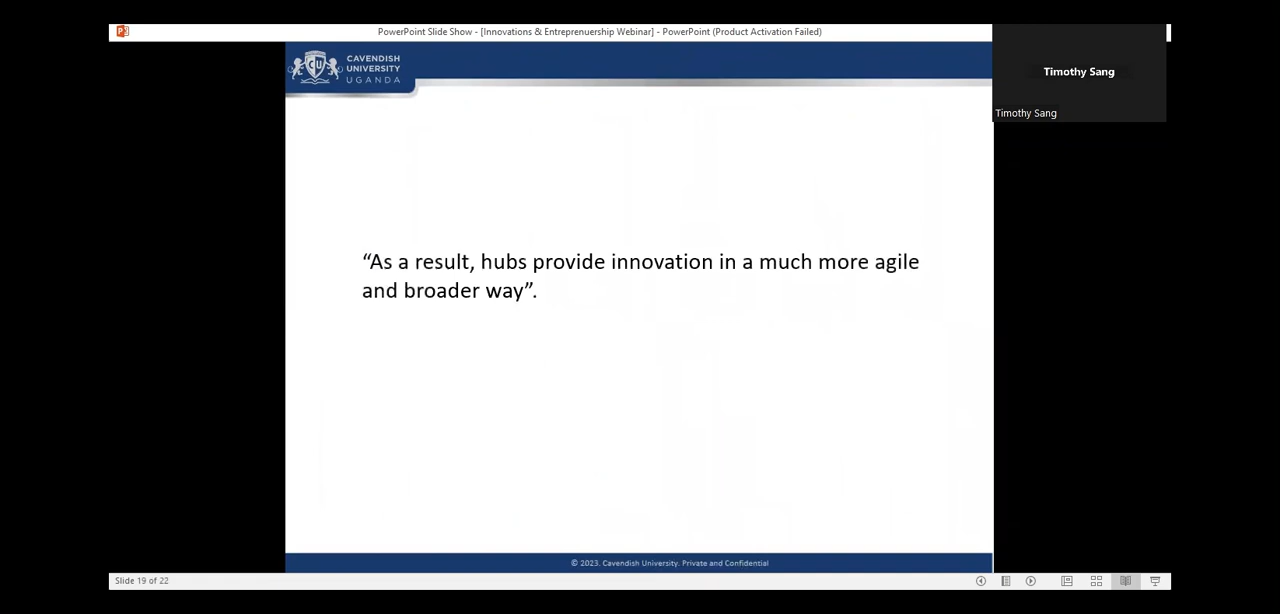 PowerPoint Slide Show - [Innovations & Entreprenuership Webinar] - PowerPoint (Product Activation Failed)
CAVENDISH
UNIVERSITY
UGANDA
CU
Timothy Sang
Timothy Sang
“As a result, hubs provide innovation in a much more agile
and broader way”.
© 2023. Cavendish University. Private and Confidential
Slide 19 of 22